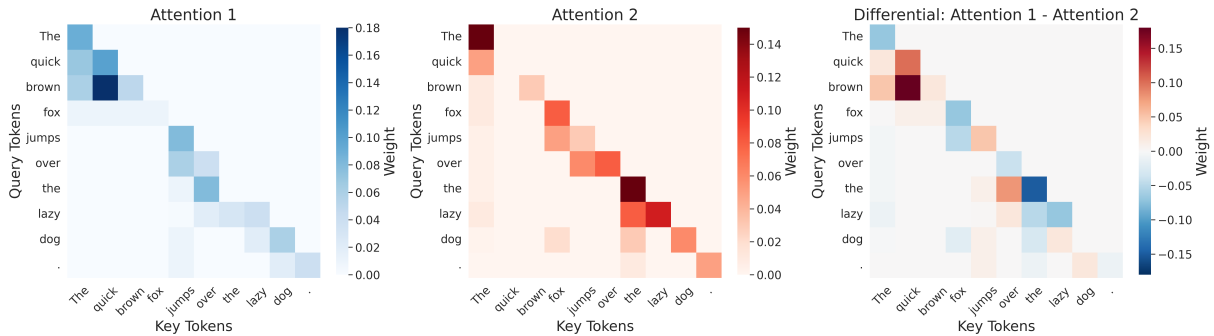 Attention 1
The
quick
brown
fox
jumps
over
the
lazy
dog
.
Query Tokens
The quick brown fox jumps over the lazy dog .
Key Tokens
0.18
0.16
0.14
0.12
0.10
0.08
0.06
0.04
0.02
0.00
Weight
Attention 2
The
quick
brown
fox
jumps
over
the
lazy
dog
.
Query Tokens
The quick brown fox jumps over the lazy dog .
Key Tokens
0.14
0.12
0.10
0.08
0.06
0.04
0.02
0.00
Weight
Differential: Attention 1 - Attention 2
The
quick
brown
fox
jumps
over
the
lazy
dog
.
Query Tokens
The quick brown fox jumps over the lazy dog .
Key Tokens
0.15
0.10
0.05
0.00
−0.05
−0.10
−0.15
Weight